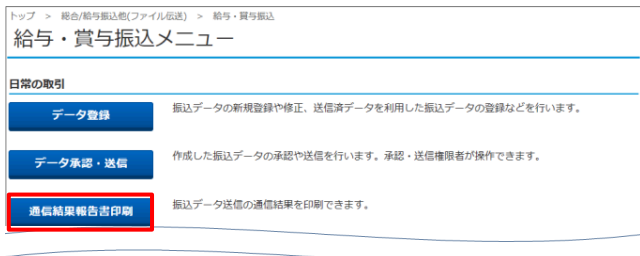 トップ > 総合/給与振込他(ファイル伝送) > 給与・賞与振込
給与・賞与振込メニュー
日常の取引
データ登録
振込データの新規登録や修正、送信済データを利用した振込データの登録などを行います。
データ承認・送信
作成した振込データの承認や送信を行います。承認・送信権限者が操作できます。
通信結果報告書印刷
振込データ送信の通信結果を印刷できます。